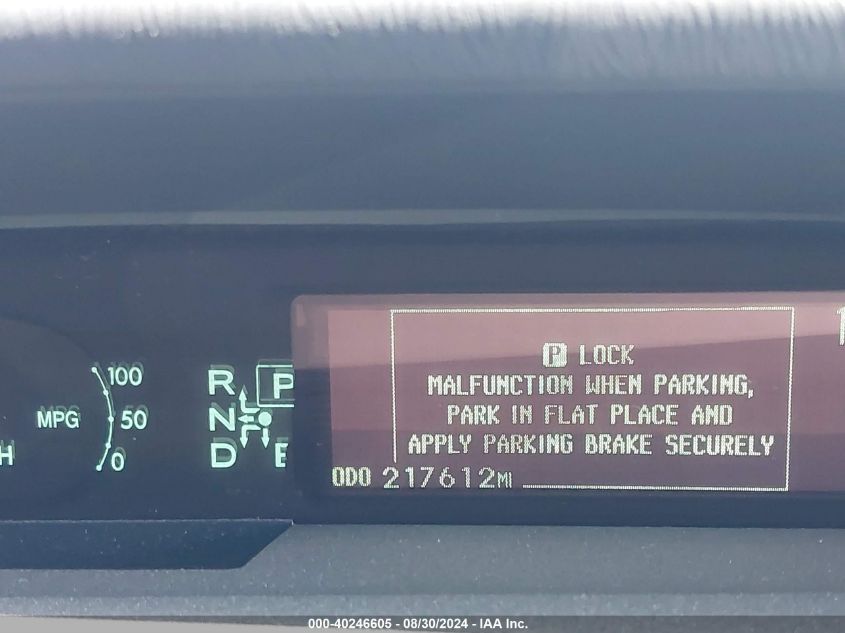 P LOCK
MALFUNCTION WHEN PARKING,
PARK IN FLAT PLACE AND
APPLY PARKING BRAKE SECURELY
ODO 217612MI
100
MPG 50
0
H
R P
N
D
000-40246605 - 08/30/2024 - IAA Inc.